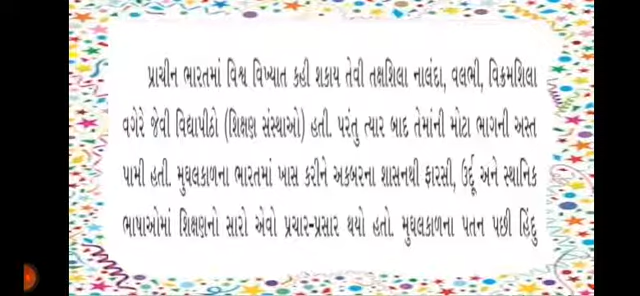 પ્રાચીન ભારતમાં વિશ્વ વિખ્યાત કહી શકાય તેવી તક્ષશિલા નાલંદા, વલભી, વિક્રમશિલા
વગેરે જેવી વિદ્યાપીઠો (શિક્ષણ સંસ્થાઓ) હતી. પરંતુ ત્યાર બાદ તેમાંની મોટા ભાગની અસ્ત
પામી હતી. મુઘલકાળના ભારતમાં ખાસ કરીને અકબરના શાસનથી ફારસી, ઉર્દૂ અને સ્થાનિક
ભાષાઓમાં શિક્ષણનો સારો એવો પ્રચાર-પ્રસાર થયો હતો. મુઘલકાળના પતન પછી હિંદુ